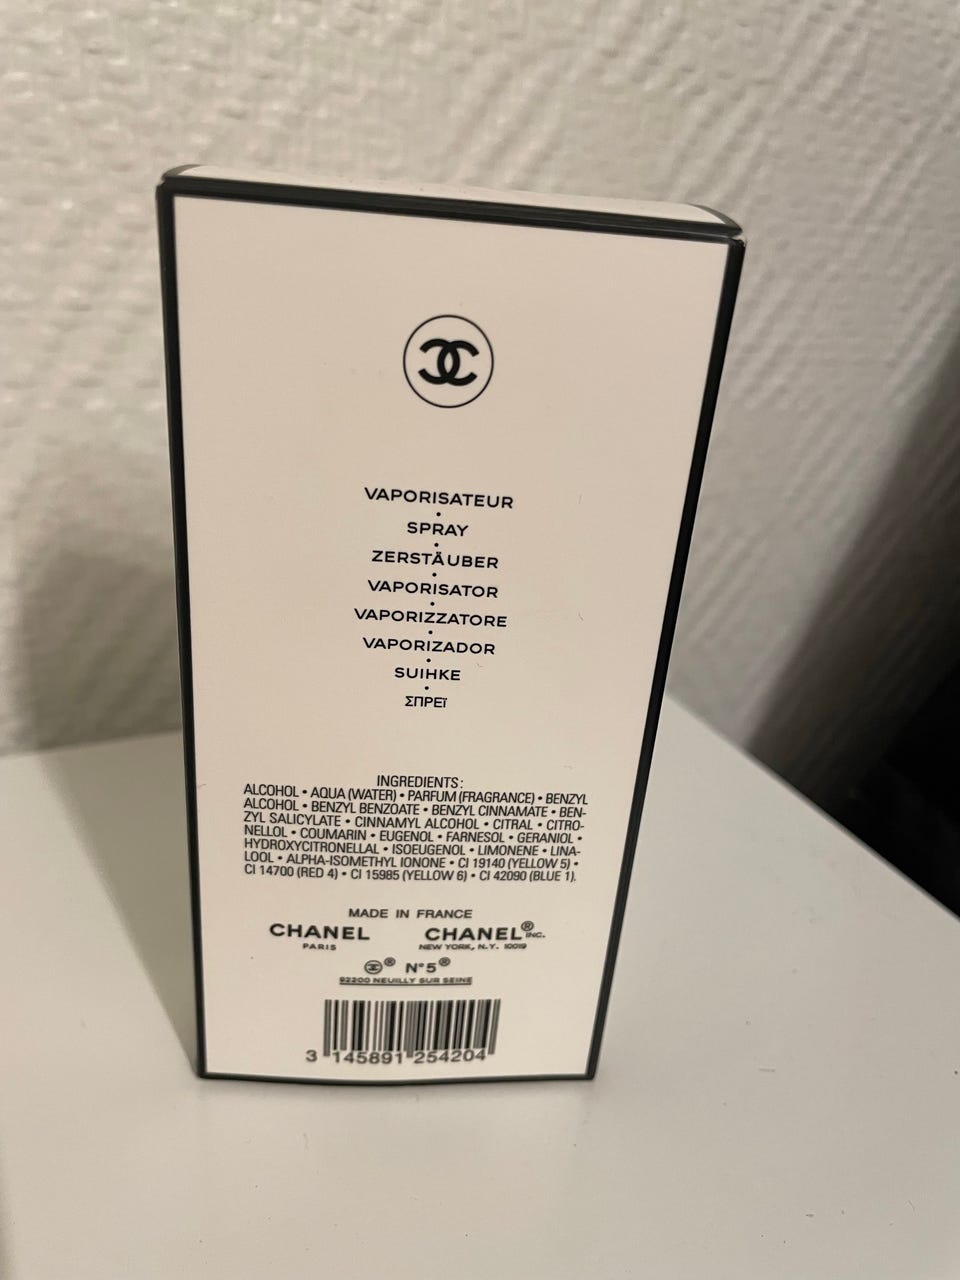 VAPORISATEUR
SPRAY
ZERSTÄUBER
VAPORISATOR
VAPORIZZATORE
VAPORIZADOR
SUIHKE
ΣΠΡΕΪ
INGREDIENTS:
ALCOHOL • AQUA (WATER) • PARFUM (FRAGRANCE) • BENZYL
ALCOHOL • BENZYL BENZOATE • BENZYL CINNAMATE • BEN-
ZYL SALICYLATE • CINNAMYL ALCOHOL • CITRAL • CITRO-
NELLOL • COUMARIN • EUGENOL • FARNESOL • GERANIOL •
HYDROXYCITRONELLAL • ISOEUGENOL • LIMONENE • LINA-
LOOL • ALPHA-ISOMETHYL IONONE • CI 19140 (YELLOW 5) •
CI 14700 (RED 4) • CI 15985 (YELLOW 6) • CI 42090 (BLUE 1).
MADE IN FRANCE
CHANEL CHANEL® INC.
PARIS NEW YORK, N.Y. 10019
® N°5®
92200 NEUILLY SUR SEINE
3 145891 254204